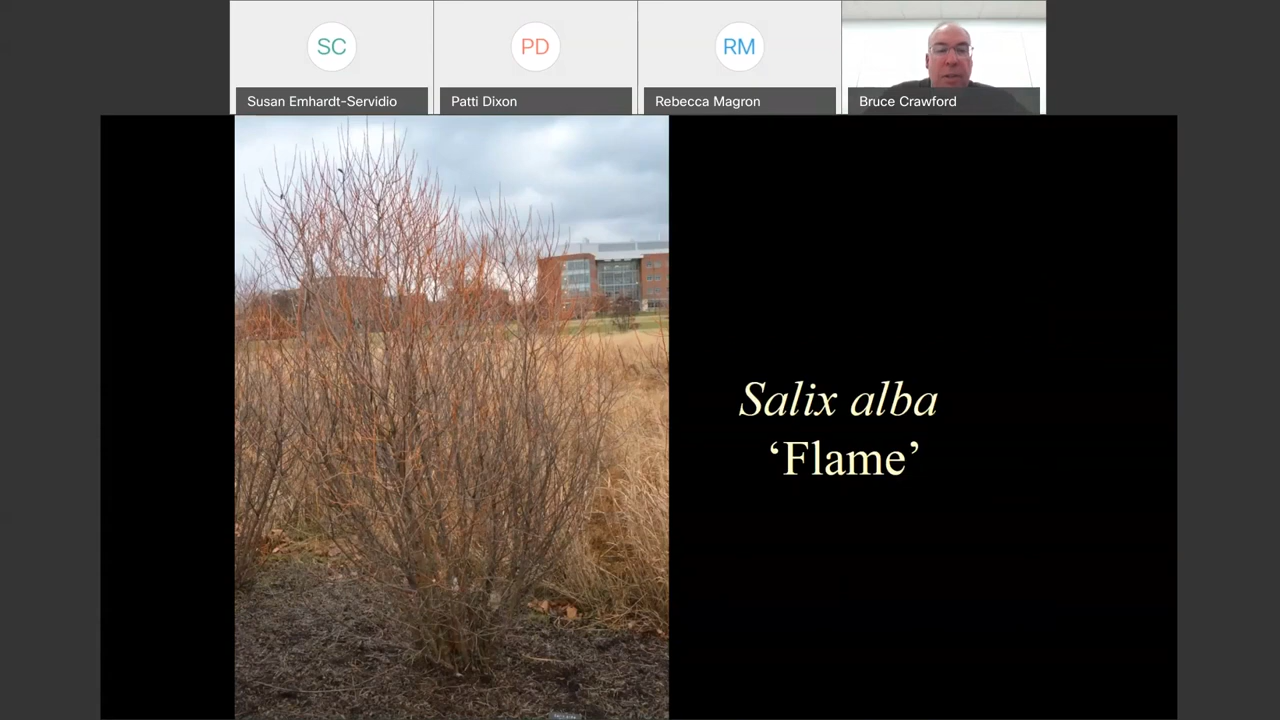 SC
PD
RM
Susan Emhardt-Servidio
Patti Dixon
Rebecca Magron
Bruce Crawford
Salix alba
‘Flame’